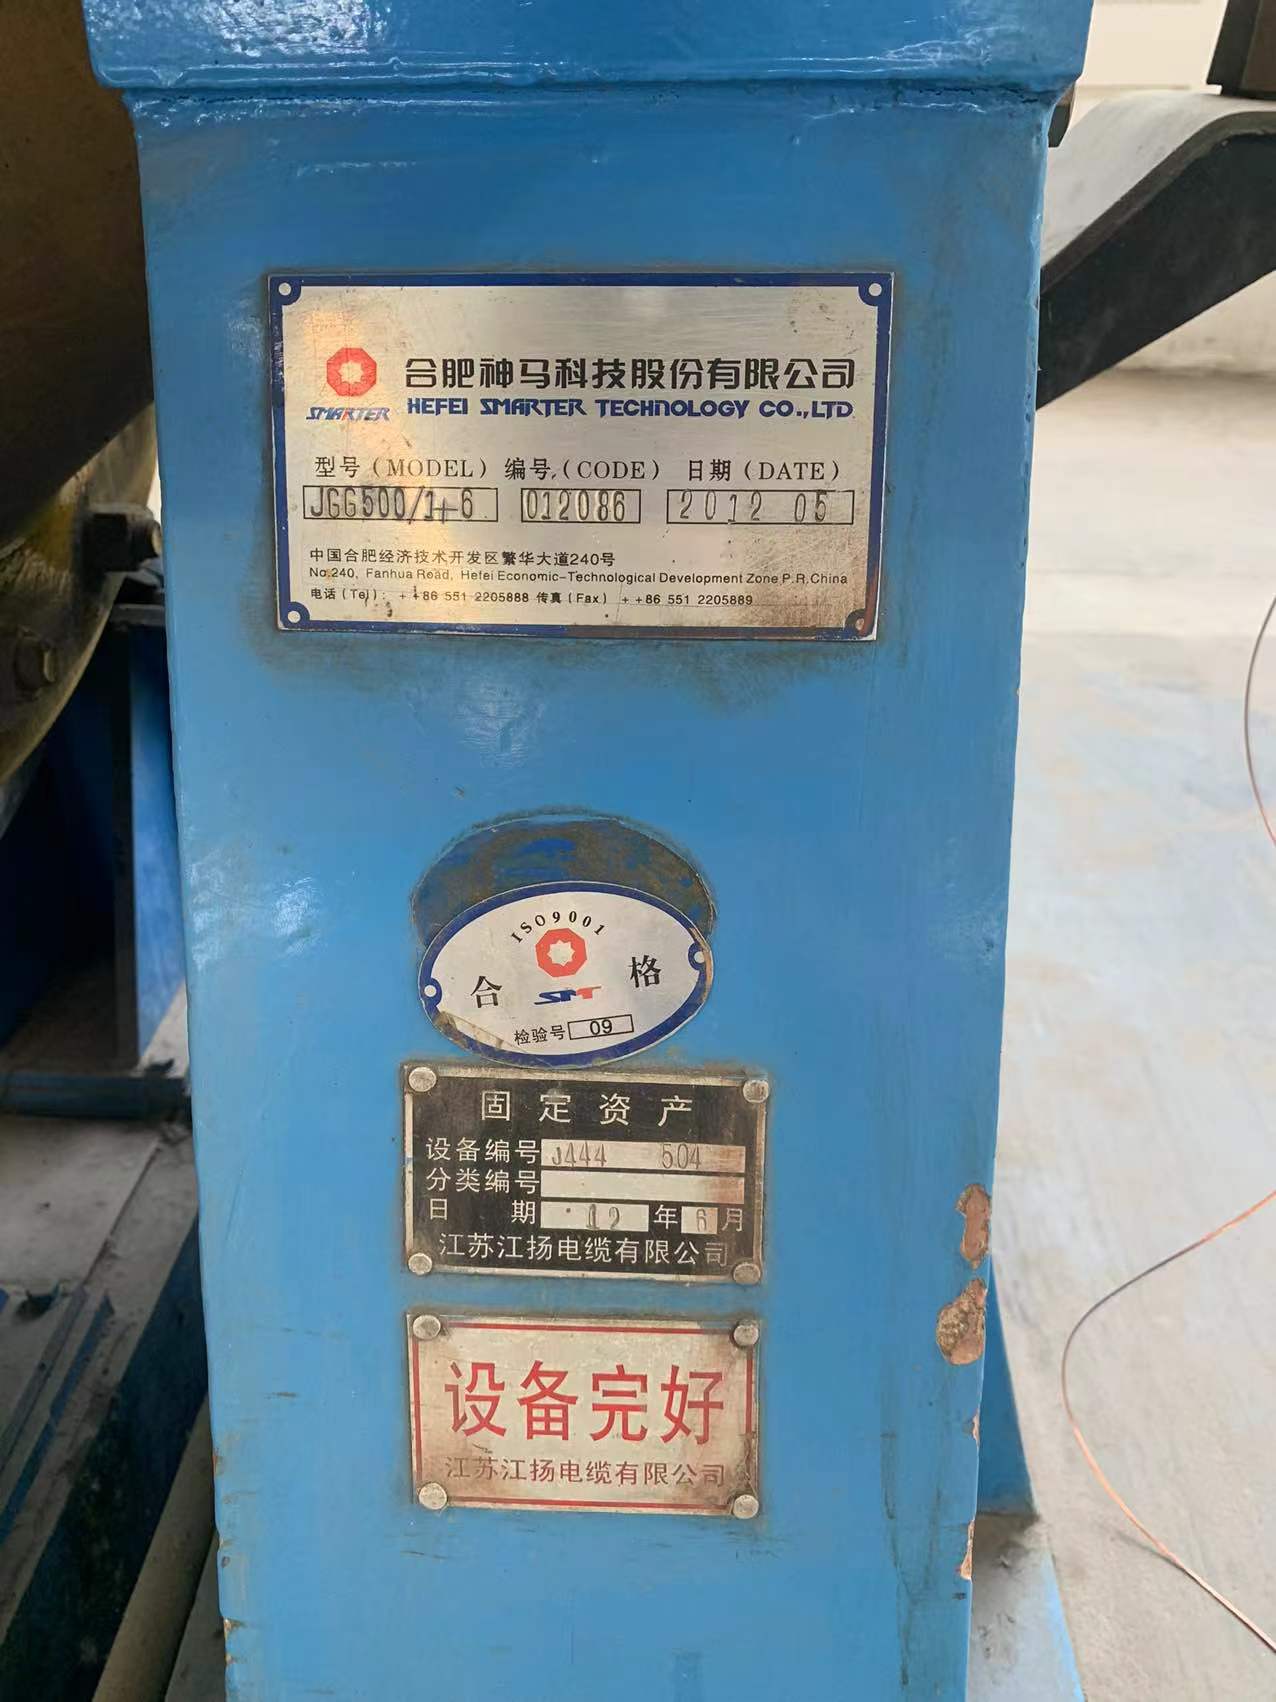 合肥神马科技股份有限公司
SMARTER HEFEI SMARTER TECHNOLOGY CO.,LTD.
型号(MODEL) 编号(CODE) 日期(DATE)
JGG500/1+6 012086 2012 05
中国合肥经济技术开发区繁华大道240号
No.240, Fanhua Road, Hefei Economic-Technological Development Zone P.R.China
电话(Tel): ++86 551 2205888 传真(Fax) ++86 551 2205889
ISO9001
合 格
SMT
检验号 09
固定资产
设备编号 J444 504
分类编号
日 期 12 年 6 月
江苏江扬电缆有限公司
设备完好
江苏江扬电缆有限公司